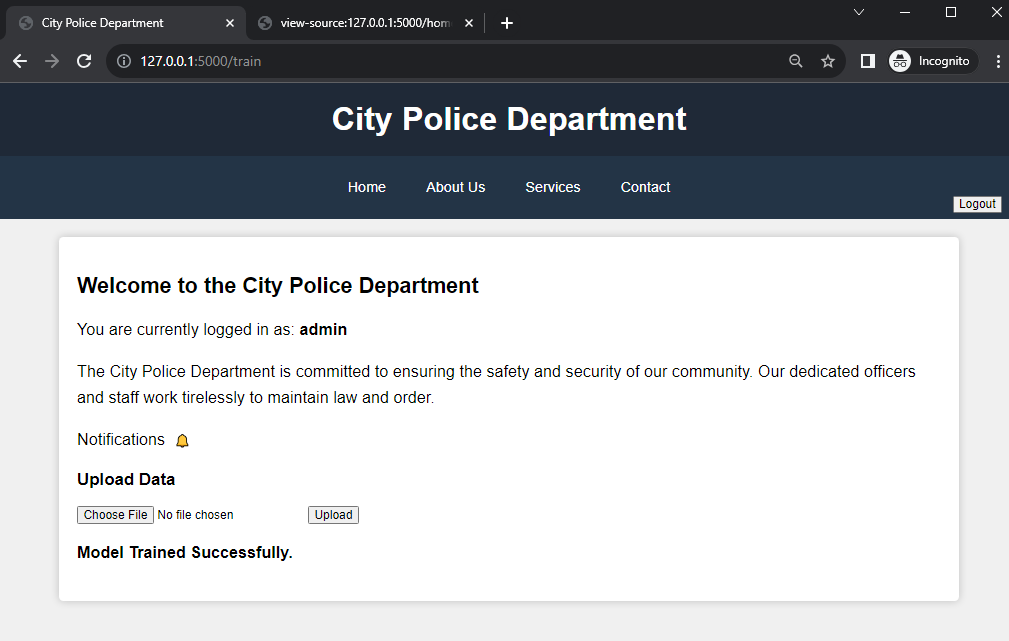 City Police Department
view-source:127.0.0.1:5000/hom
127.0.0.1:5000/train
Incognito
City Police Department
Home About Us Services Contact
Logout
Welcome to the City Police Department
You are currently logged in as: admin
The City Police Department is committed to ensuring the safety and security of our community. Our dedicated officers
and staff work tirelessly to maintain law and order.
Notifications
Upload Data
Choose File No file chosen Upload
Model Trained Successfully.